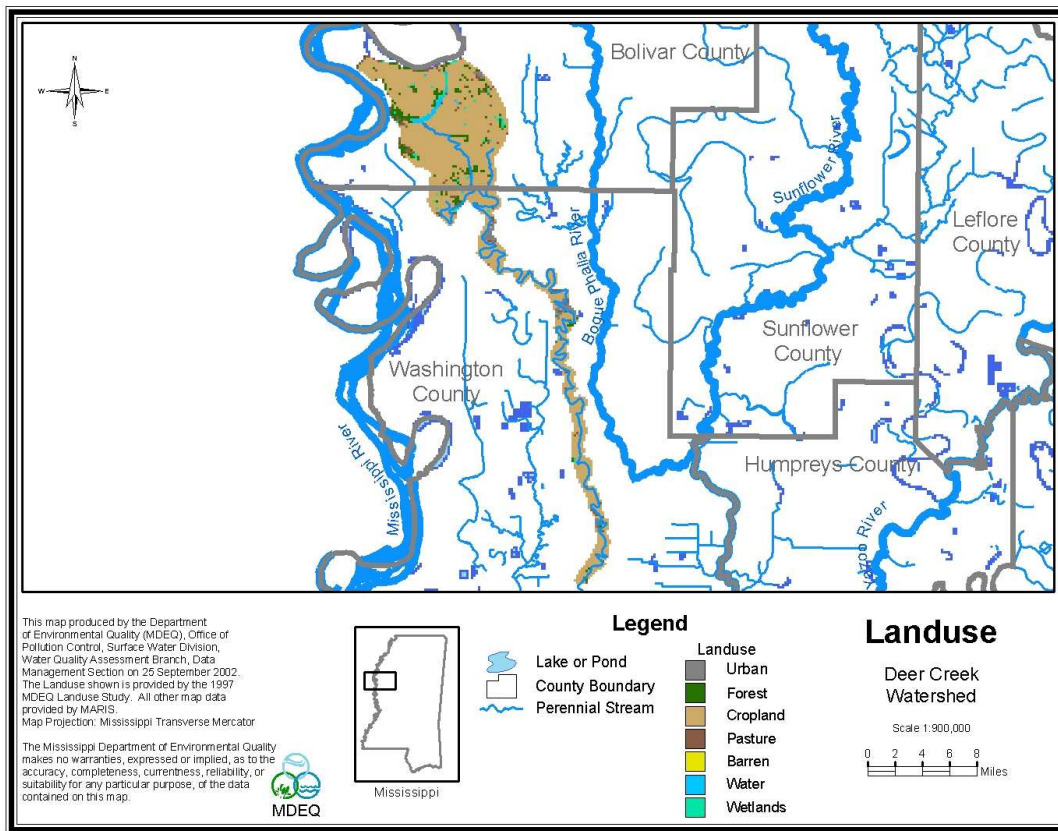 Bolivar County
N
W E
S
Sunflower River
Leflore
County
Bogue Phalia River
Sunflower
County
Washington
County
Mississippi River
Humpreys County
Yazoo River
This map produced by the Department
of Environmental Quality (MDEQ), Office of
Pollution Control, Surface Water Division,
Water Quality Assessment Branch, Data
Management Section on 25 September 2002.
The Landuse shown is provided by the 1997
MDEQ Landuse Study. All other map data
provided by MARIS.
Map Projection: Mississippi Transverse Mercator
The Mississippi Department of Environmental Quality
makes no warranties, expressed or implied, as to the
accuracy, completeness, currentness, reliability, or
suitability for any particular purpose, of the data
contained on this map.
MDEQ
Mississippi
Legend
Lake or Pond
County Boundary
Perennial Stream
Landuse
Urban
Forest
Cropland
Pasture
Barren
Water
Wetlands
Landuse
Deer Creek
Watershed
Scale 1:900,000
0 2 4 6 8
Miles